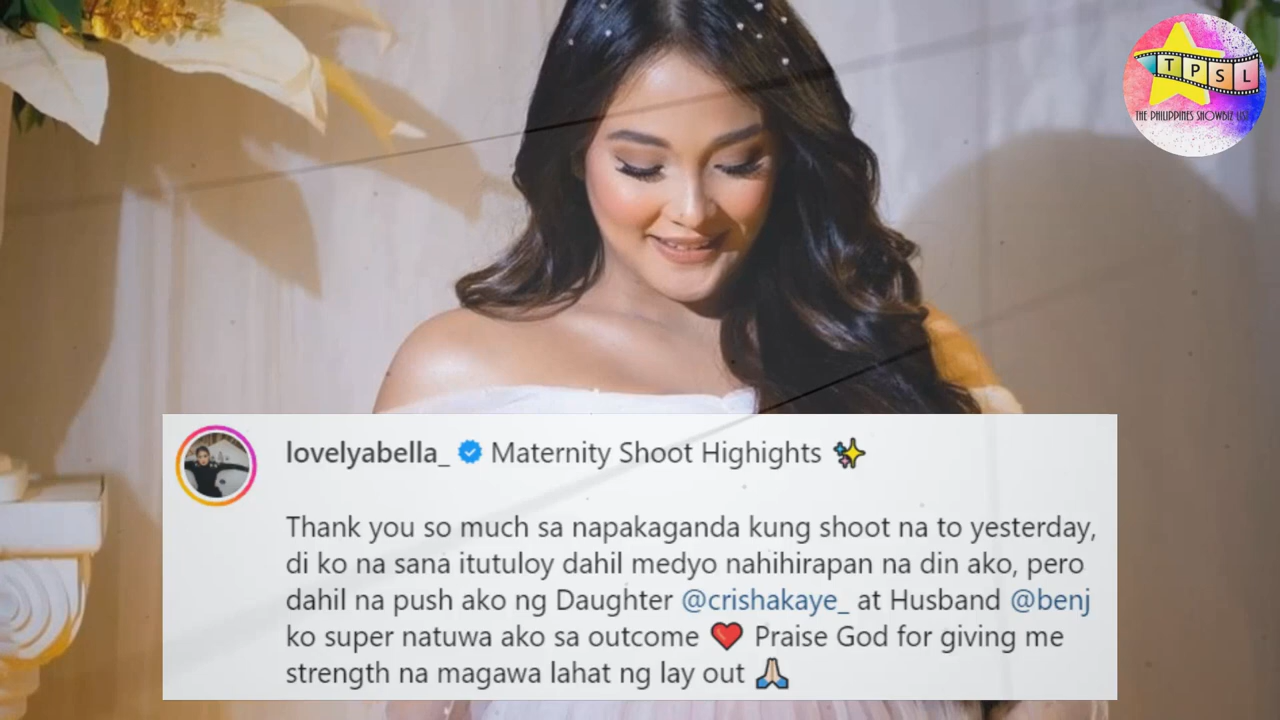 TPSL
lovelyabella_ Maternity Shoot Highights ✨
Thank you so much sa napakaganda kung shoot na to yesterday,
di ko na sana itutuloy dahil medyo nahihirapan na din ako, pero
dahil na push ako ng Daughter @crishakaye_ at Husband @benj
ko super natuwa ako sa outcome ❤️ Praise God for giving me
strength na magawa lahat ng lay out 🙏🏻
THE PHILIPPINES SHOWBIZ